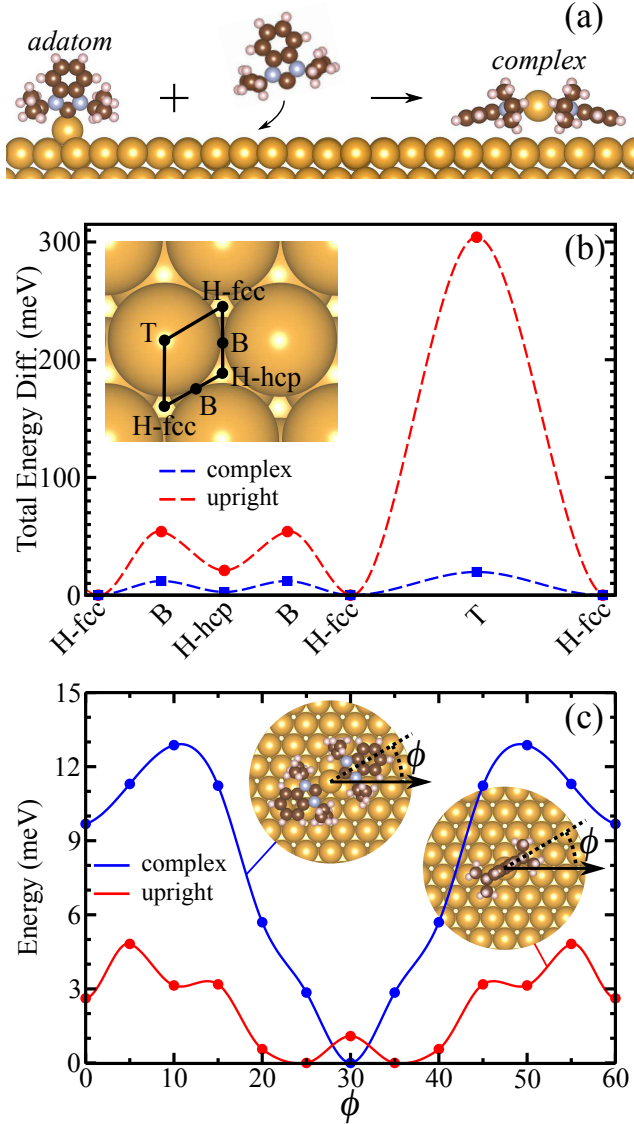 (a)
adatom
+
complex
(b)
Total Energy Diff. (meV)
300
200
100
0
H-fcc
T
B
H-hcp
B
H-fcc
complex
upright
H-fcc
B
H-hcp
B
H-fcc
T
H-fcc
(c)
Energy (meV)
15
12
9
6
3
0
ϕ
ϕ
complex
upright
0
10
20
30
40
50
60
ϕ